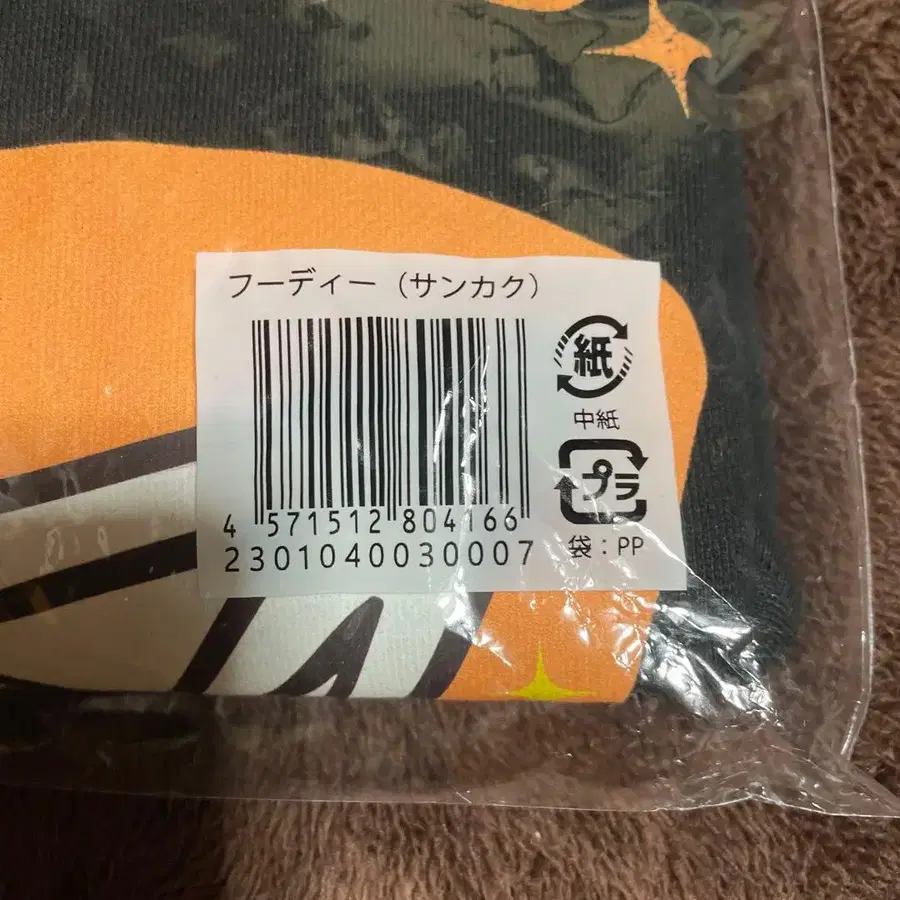 フーディー（サンカク）
4 571512 804166
2301040030007
紙
中紙
プラ
袋：PP